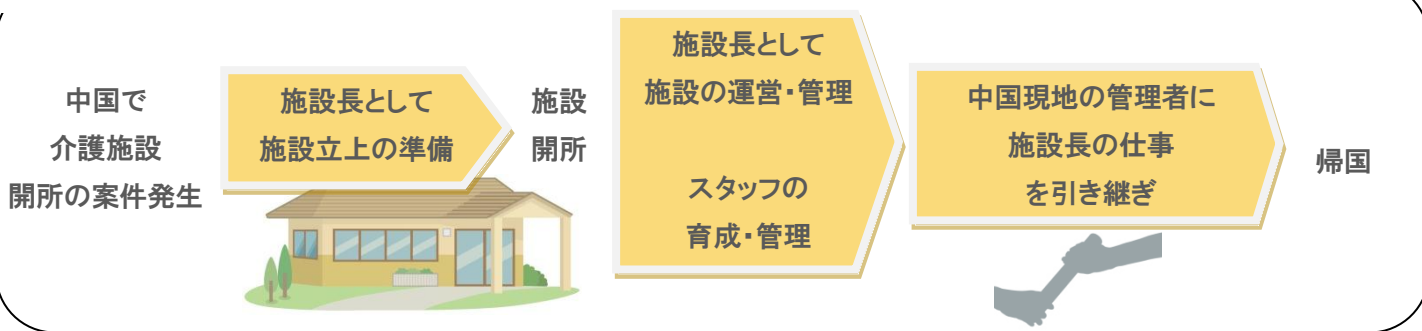 中国で
介護施設
開所の案件発生
施設長として
施設立上の準備
施設
開所
施設長として
施設の運営・管理
スタッフの
育成・管理
中国現地の管理者に
施設長の仕事
を引き継ぎ
帰国